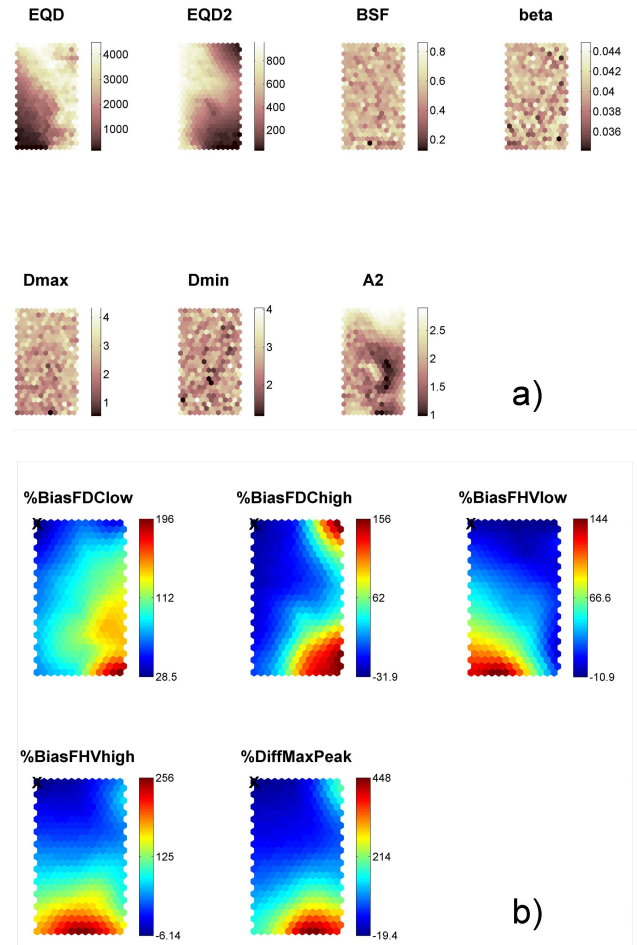 EQD EQD2 BSF beta
4000 3000 2000 1000
800 600 400 200
0.8 0.6 0.4 0.2
0.044 0.042 0.04 0.038 0.036
Dmax Dmin A2
4 3 2 1
4 3 2
2.5 2 1.5 1
a)
%BiasFDClow %BiasFDChigh %BiasFHVlow
X 196 112 28.5
X 156 62 -31.9
X 144 66.6 -10.9
%BiasFHVhigh %DiffMaxPeak
X 256 125 -6.14
X 448 214 -19.4
b)